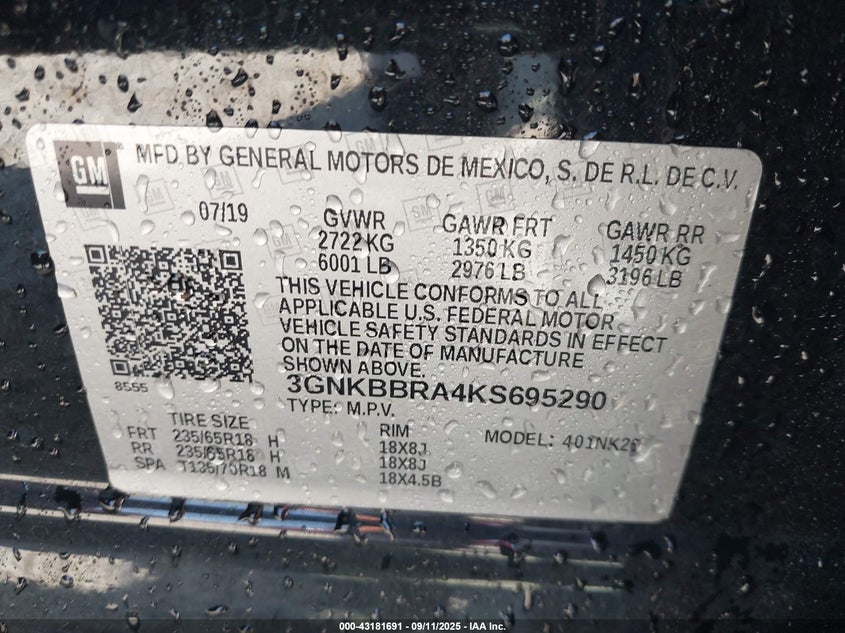 GM
MFD BY GENERAL MOTORS DE MEXICO, S. DE R.L. DE C.V.
07/19
GVWR
2722 KG
6001 LB
GAWR FRT
1350 KG
2976 LB
GAWR RR
1450 KG
3196 LB
THIS VEHICLE CONFORMS TO ALL
APPLICABLE U.S. FEDERAL MOTOR
VEHICLE SAFETY STANDARDS IN EFFECT
ON THE DATE OF MANUFACTURE
SHOWN ABOVE.
8555
3GNKBBRA4KS695290
TYPE: M.P.V.
MODEL:
TIRE SIZE
FRT 235/65R18 H
RR 235/65R18 H
SPA T135/70R18 M
RIM
18X8J
18X8J
18X4.5B
000-43181691 - 09/11/2025 - IAA Inc.